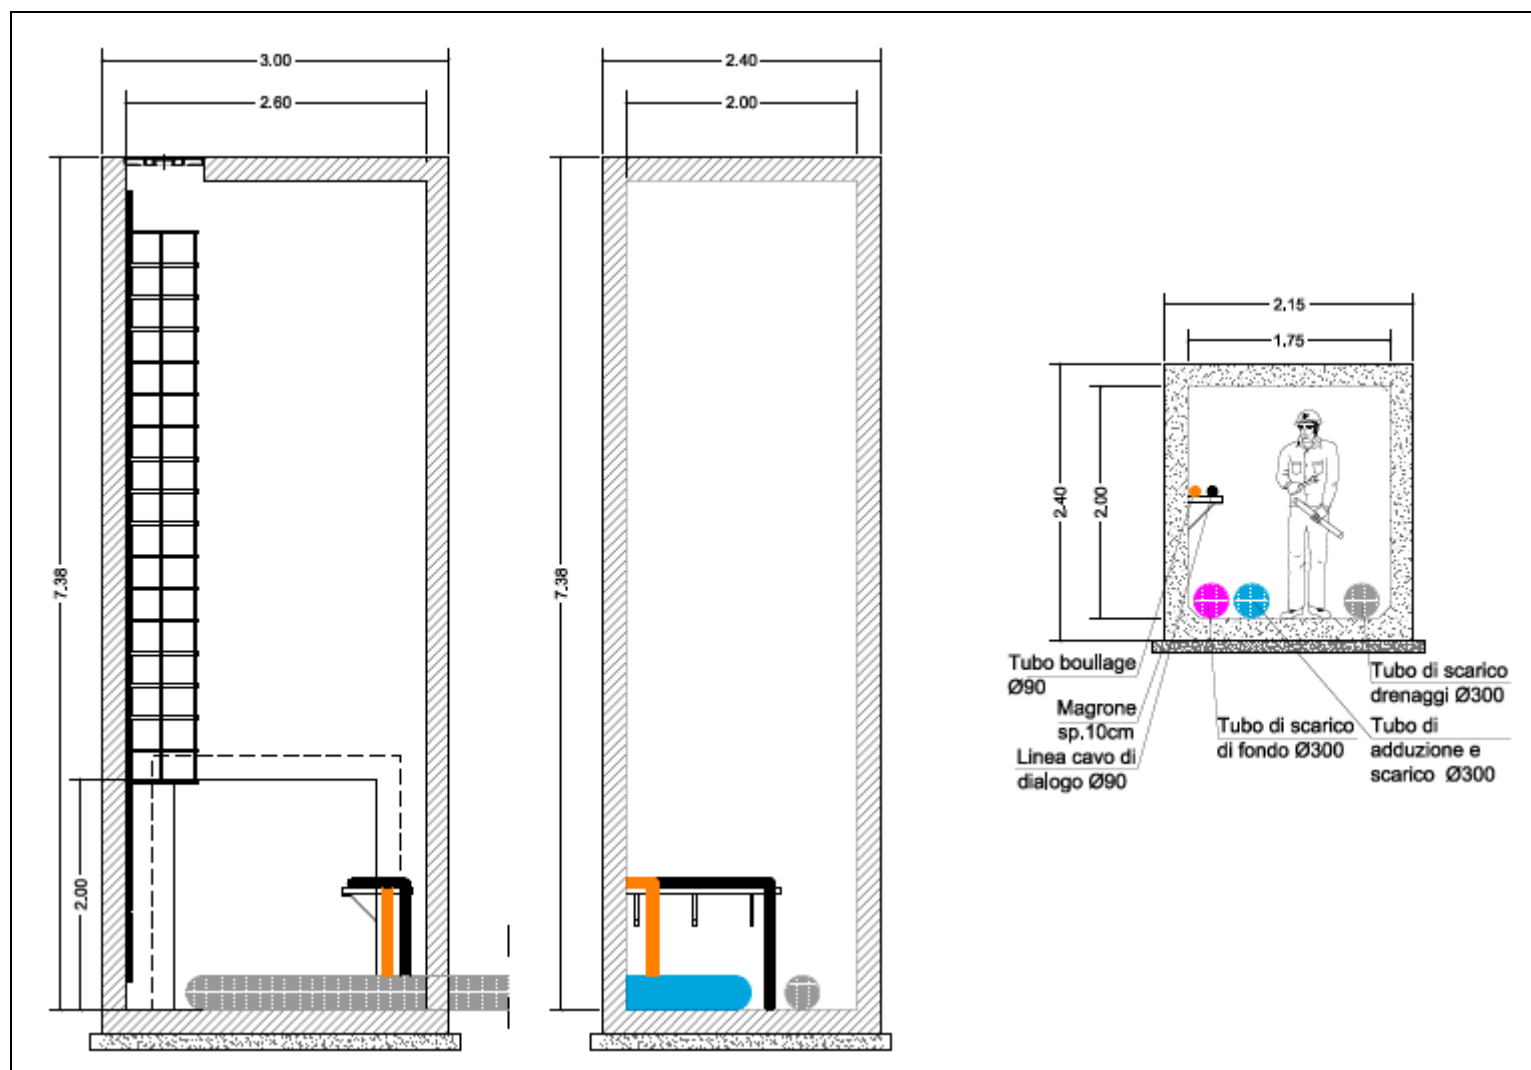 3.00
2.60
7.38
2.00
2.40
2.00
7.38
2.15
1.75
2.40
2.00
Tubo boullage
Ø90
Magrone
sp.10cm
Linea cavo di
dialogo Ø90
Tubo di scarico
di fondo Ø300
Tubo di scarico
drenaggi Ø300
Tubo di
adduzione e
scarico Ø300